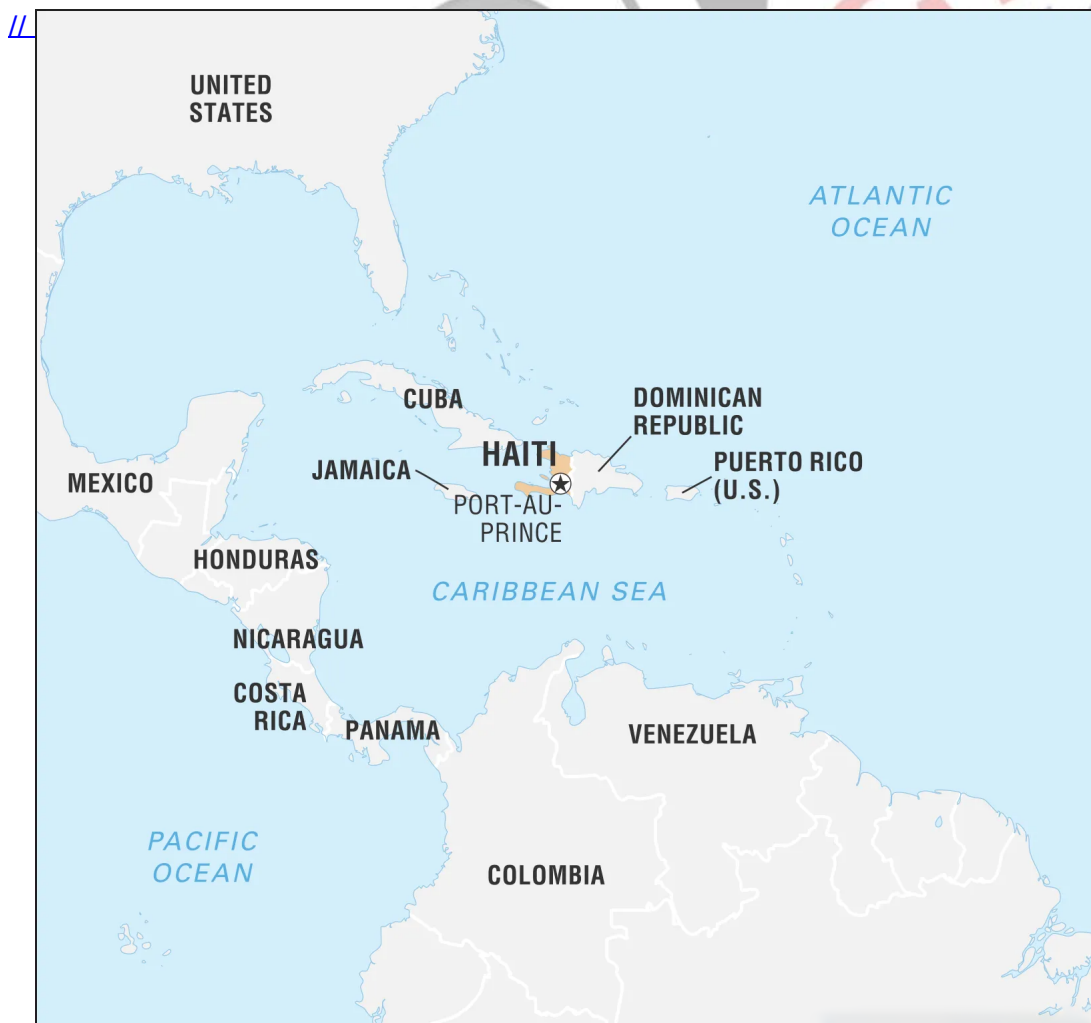 //
UNITED
STATES
ATLANTIC
OCEAN
CUBA
DOMINICAN
REPUBLIC
HAITI
JAMAICA
PUERTO RICO
(U.S.)
MEXICO
PORT-AU-
PRINCE
HONDURAS
CARIBBEAN SEA
NICARAGUA
COSTA
RICA
PANAMA
VENEZUELA
PACIFIC
OCEAN
COLOMBIA